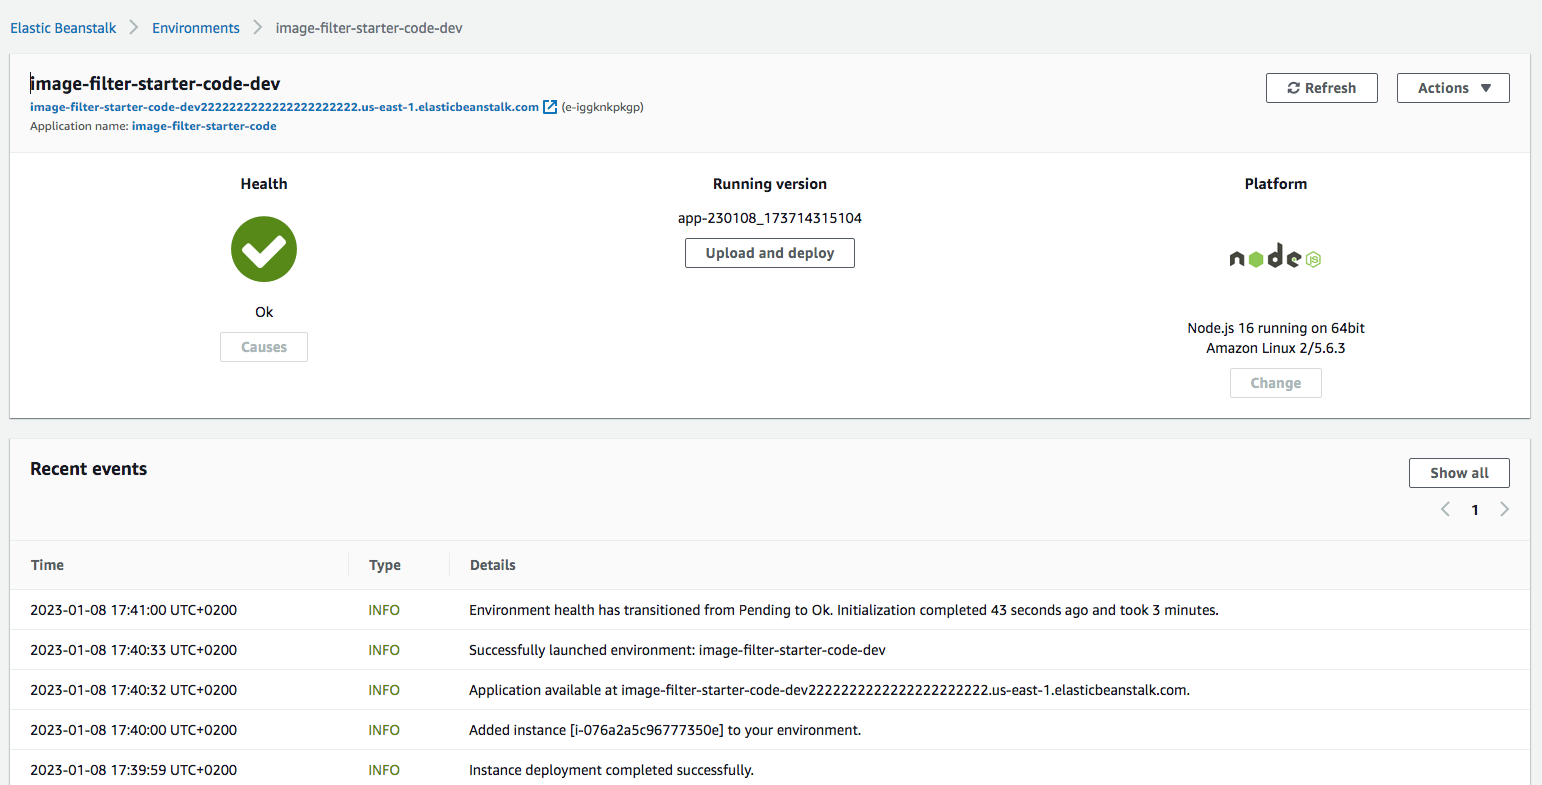 Elastic Beanstalk > Environments > image-filter-starter-code-dev
image-filter-starter-code-dev
Refresh
Actions
image-filter-starter-code-dev2222222222222222222222.us-east-1.elasticbeanstalk.com (e-iggknkpkgp)
Application name: image-filter-starter-code
Health
Ok
Causes
Running version
app-230108_173714315104
Upload and deploy
Platform
node JS
Node.js 16 running on 64bit
Amazon Linux 2/5.6.3
Change
Recent events
Show all
1
Time Type Details
2023-01-08 17:41:00 UTC+0200 INFO Environment health has transitioned from Pending to Ok. Initialization completed 43 seconds ago and took 3 minutes.
2023-01-08 17:40:33 UTC+0200 INFO Successfully launched environment: image-filter-starter-code-dev
2023-01-08 17:40:32 UTC+0200 INFO Application available at image-filter-starter-code-dev2222222222222222222222.us-east-1.elasticbeanstalk.com.
2023-01-08 17:40:00 UTC+0200 INFO Added instance [i-076a2a5c96777350e] to your environment.
2023-01-08 17:39:59 UTC+0200 INFO Instance deployment completed successfully.